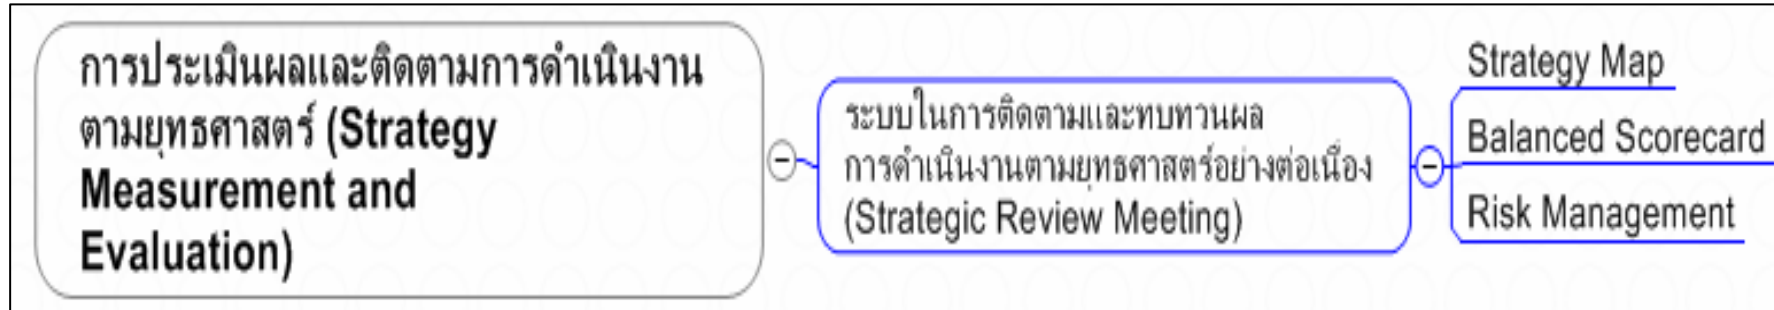 การประเมินผลและติดตามการดำเนินงาน
ตามยุทธศาสตร์ (Strategy
Measurement and
Evaluation)
ระบบในการติดตามและทบทวนผล
การดำเนินงานตามยุทธศาสตร์อย่างต่อเนื่อง
(Strategic Review Meeting)
Strategy Map
Balanced Scorecard
Risk Management